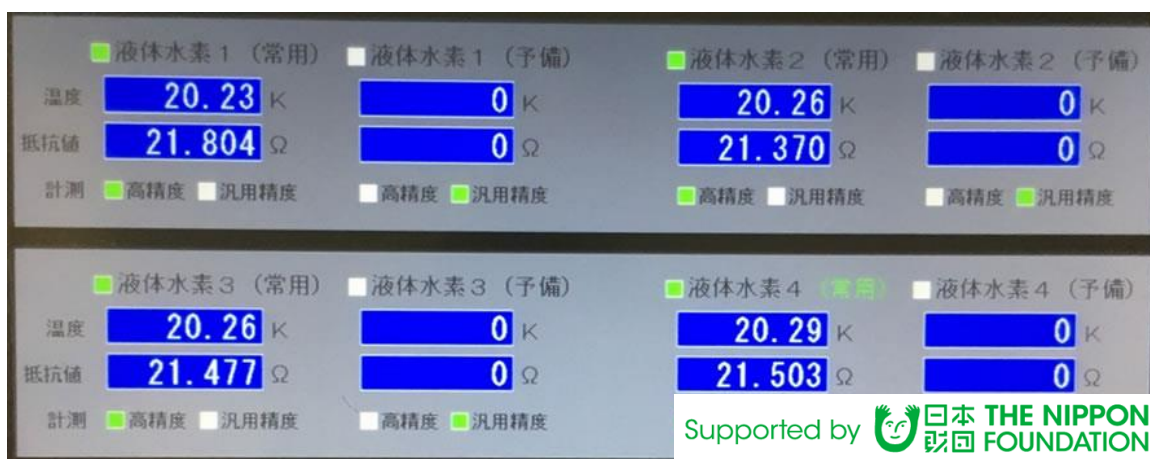 液体水素1（常用） 液体水素1（予備） 液体水素2（常用） 液体水素2（予備）
温度 20.23 K 0 K 20.26 K 0 K
抵抗値 21.804 Ω 0 Ω 21.370 Ω 0 Ω
計測 高精度 汎用精度 高精度 汎用精度 高精度 汎用精度 高精度 汎用精度
液体水素3（常用） 液体水素3（予備） 液体水素4（常用） 液体水素4（予備）
温度 20.26 K 0 K 20.29 K 0 K
抵抗値 21.477 Ω 0 Ω 21.503 Ω 0 Ω
計測 高精度 汎用精度 高精度 汎用精度
Supported by 日本財団 THE NIPPON FOUNDATION